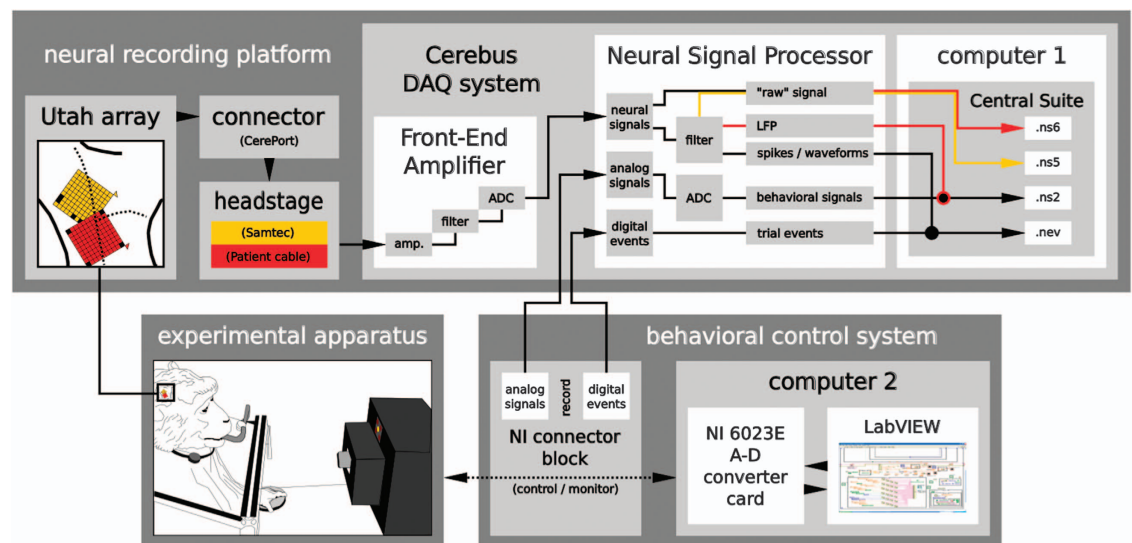 neural recording platform
Utah array
connector
(CerePort)
headstage
(Samtec)
(Patient cable)
Cerebus
DAQ system
Front-End
Amplifier
amp.
filter
ADC
Neural Signal Processor
neural
signals
analog
signals
digital
events
filter
ADC
"raw" signal
LFP
spikes / waveforms
behavioral signals
trial events
computer 1
Central Suite
.ns6
.ns5
.ns2
.nev
experimental apparatus
behavioral control system
analog
signals
record
digital
events
NI connector
block
(control / monitor)
computer 2
NI 6023E
A-D
converter
card
LabVIEW